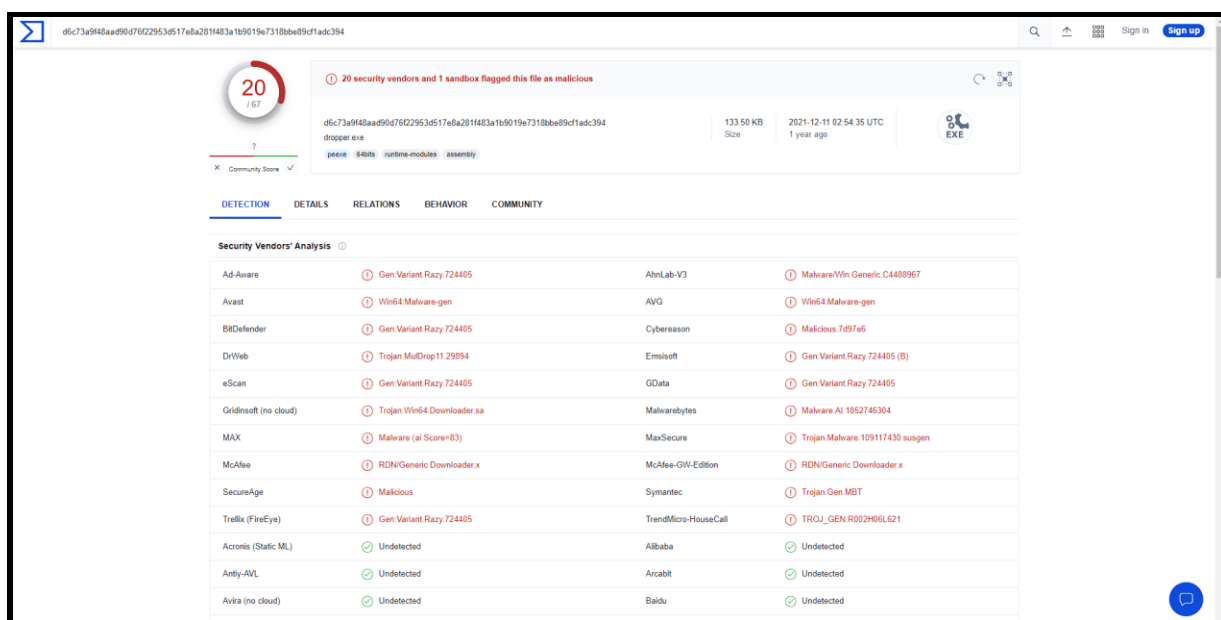 d6c73a9f48aad90d76f22953d517e8a281f483a1b9019e7318bbe89cf1adc394
Sign in
Sign up
20
/ 67
?
Community Score
20 security vendors and 1 sandbox flagged this file as malicious
d6c73a9f48aad90d76f22953d517e8a281f483a1b9019e7318bbe89cf1adc394
dropper.exe
peexe 64bits runtime-modules assembly
133.50 KB
Size
2021-12-11 02:54:35 UTC
1 year ago
EXE
DETECTION DETAILS RELATIONS BEHAVIOR COMMUNITY
Security Vendors' Analysis
Ad-Aware Gen:Variant.Razy.724405 AhnLab-V3 Malware/Win.Generic.C4488967
Avast Win64:Malware-gen AVG Win64:Malware-gen
BitDefender Gen:Variant.Razy.724405 Cybereason Malicious.7d97e6
DrWeb Trojan.MulDrop11.29894 Emsisoft Gen:Variant.Razy.724405 (B)
eScan Gen:Variant.Razy.724405 GData Gen:Variant.Razy.724405
Gridinsoft (no cloud) Trojan.Win64.Downloader.sa Malwarebytes Malware.AI.1852746304
MAX Malware (ai Score=83) MaxSecure Trojan.Malware.109117430.susgen
McAfee RDN/Generic Downloader.x McAfee-GW-Edition RDN/Generic Downloader.x
SecureAge Malicious Symantec Trojan.Gen.MBT
Trellix (FireEye) Gen:Variant.Razy.724405 TrendMicro-HouseCall TROJ_GEN.R002H06L621
Acronis (Static ML) Undetected Alibaba Undetected
Antiy-AVL Undetected Arcabit Undetected
Avira (no cloud) Undetected Baidu Undetected